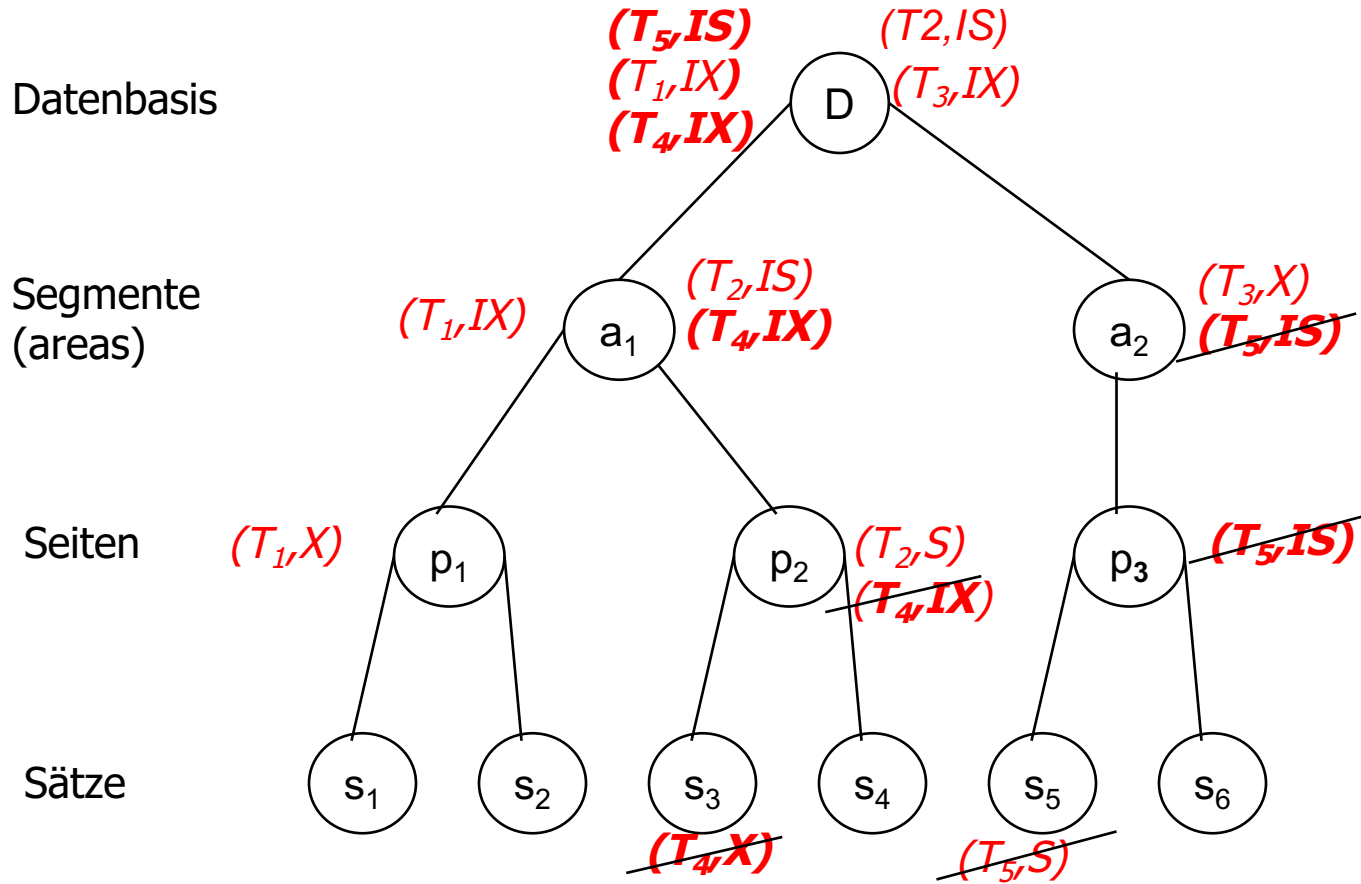 (T₅,IS) (T2,IS)
Datenbasis (T₁,IX) D (T₃,IX)
(T₄,IX)
Segmente (T₂,IS) (T₃,X)
(areas) (T₁,IX) a₁ (T₄,IX) a₂ (T₅,IS)
Seiten (T₁,X) p₁ p₂ (T₂,S) p₃ (T₅,IS)
(T₄,IX)
Sätze s₁ s₂ s₃ s₄ s₅ s₆
(T₄,X) (T₅,S)